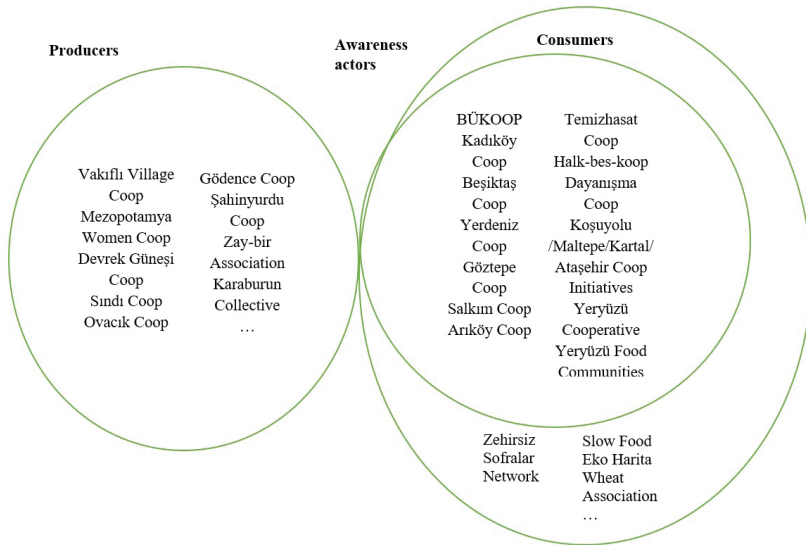 Producers
Awareness
actors
Consumers
Vakıflı Village
Coop
Mezopotamya
Women Coop
Devrek Güneşi
Coop
Sındı Coop
Ovacık Coop
Gödence Coop
Şahinyurdu
Coop
Zay-bir
Association
Karaburun
Collective
…
BÜKOOP
Kadıköy
Coop
Beşiktaş
Coop
Yerdeniz
Coop
Göztepe
Coop
Salkım Coop
Arıköy Coop
Temizhasat
Coop
Halk-bes-koop
Dayanışma
Coop
Koşuyolu
/Maltepe/Kartal/
Ataşehir Coop
Initiatives
Yeryüzü
Cooperative
Yeryüzü Food
Communities
Zehirsiz
Sofralar
Network
Slow Food
Eko Harita
Wheat
Association
…